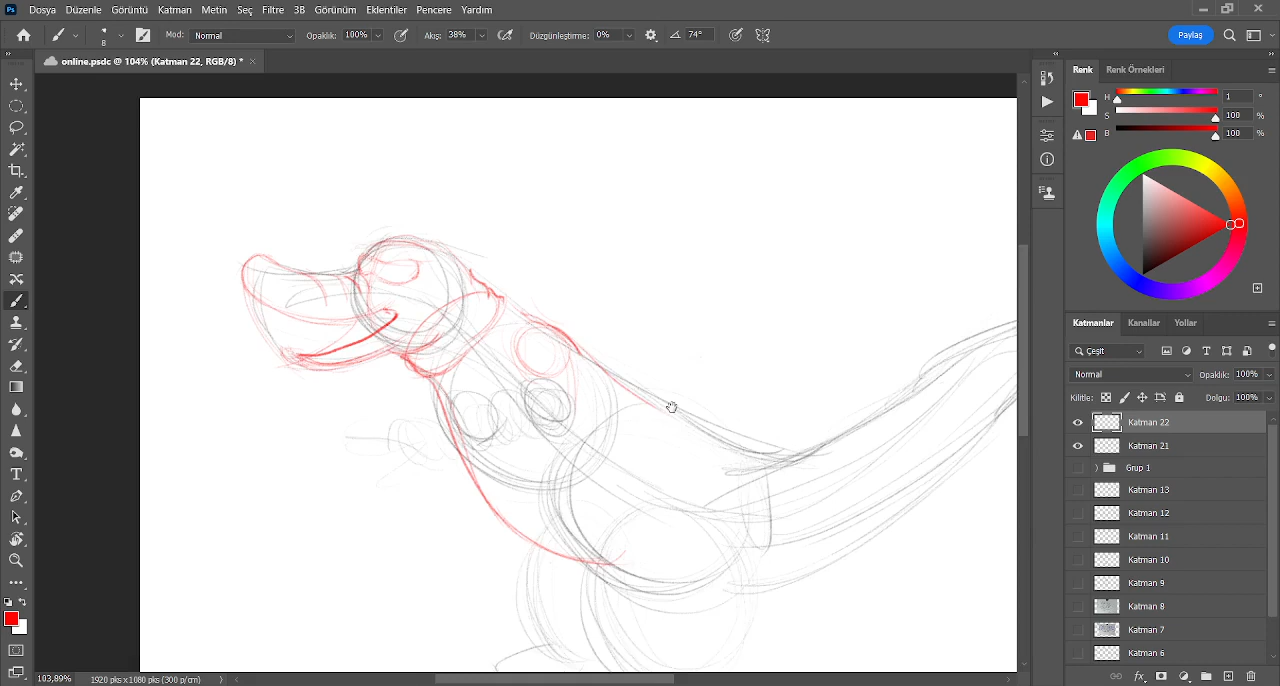 Ps Dosya Düzenle Görüntü Katman Metin Seç Filtre 3B Görünüm Eklentiler Pencere Yardım
8 Mod: Normal Opaklık: 100% Akış: 38% Düzgünleştirme: 0% 74° Paylaş
online.psdc @ 104% (Katman 22, RGB/8) *
Renk Renk Örnekleri
H 1 °
S 100 %
B 100 %
Katmanlar Kanallar Yollar
Çeşit
Normal Opaklık: 100%
Kilitle: Dolgu: 100%
Katman 22
Katman 21
Grup 1
Katman 13
Katman 12
Katman 11
Katman 10
Katman 9
Katman 8
Katman 7
Katman 6
fx
103,89% 1920 pks x 1080 pks (300 p/cm)